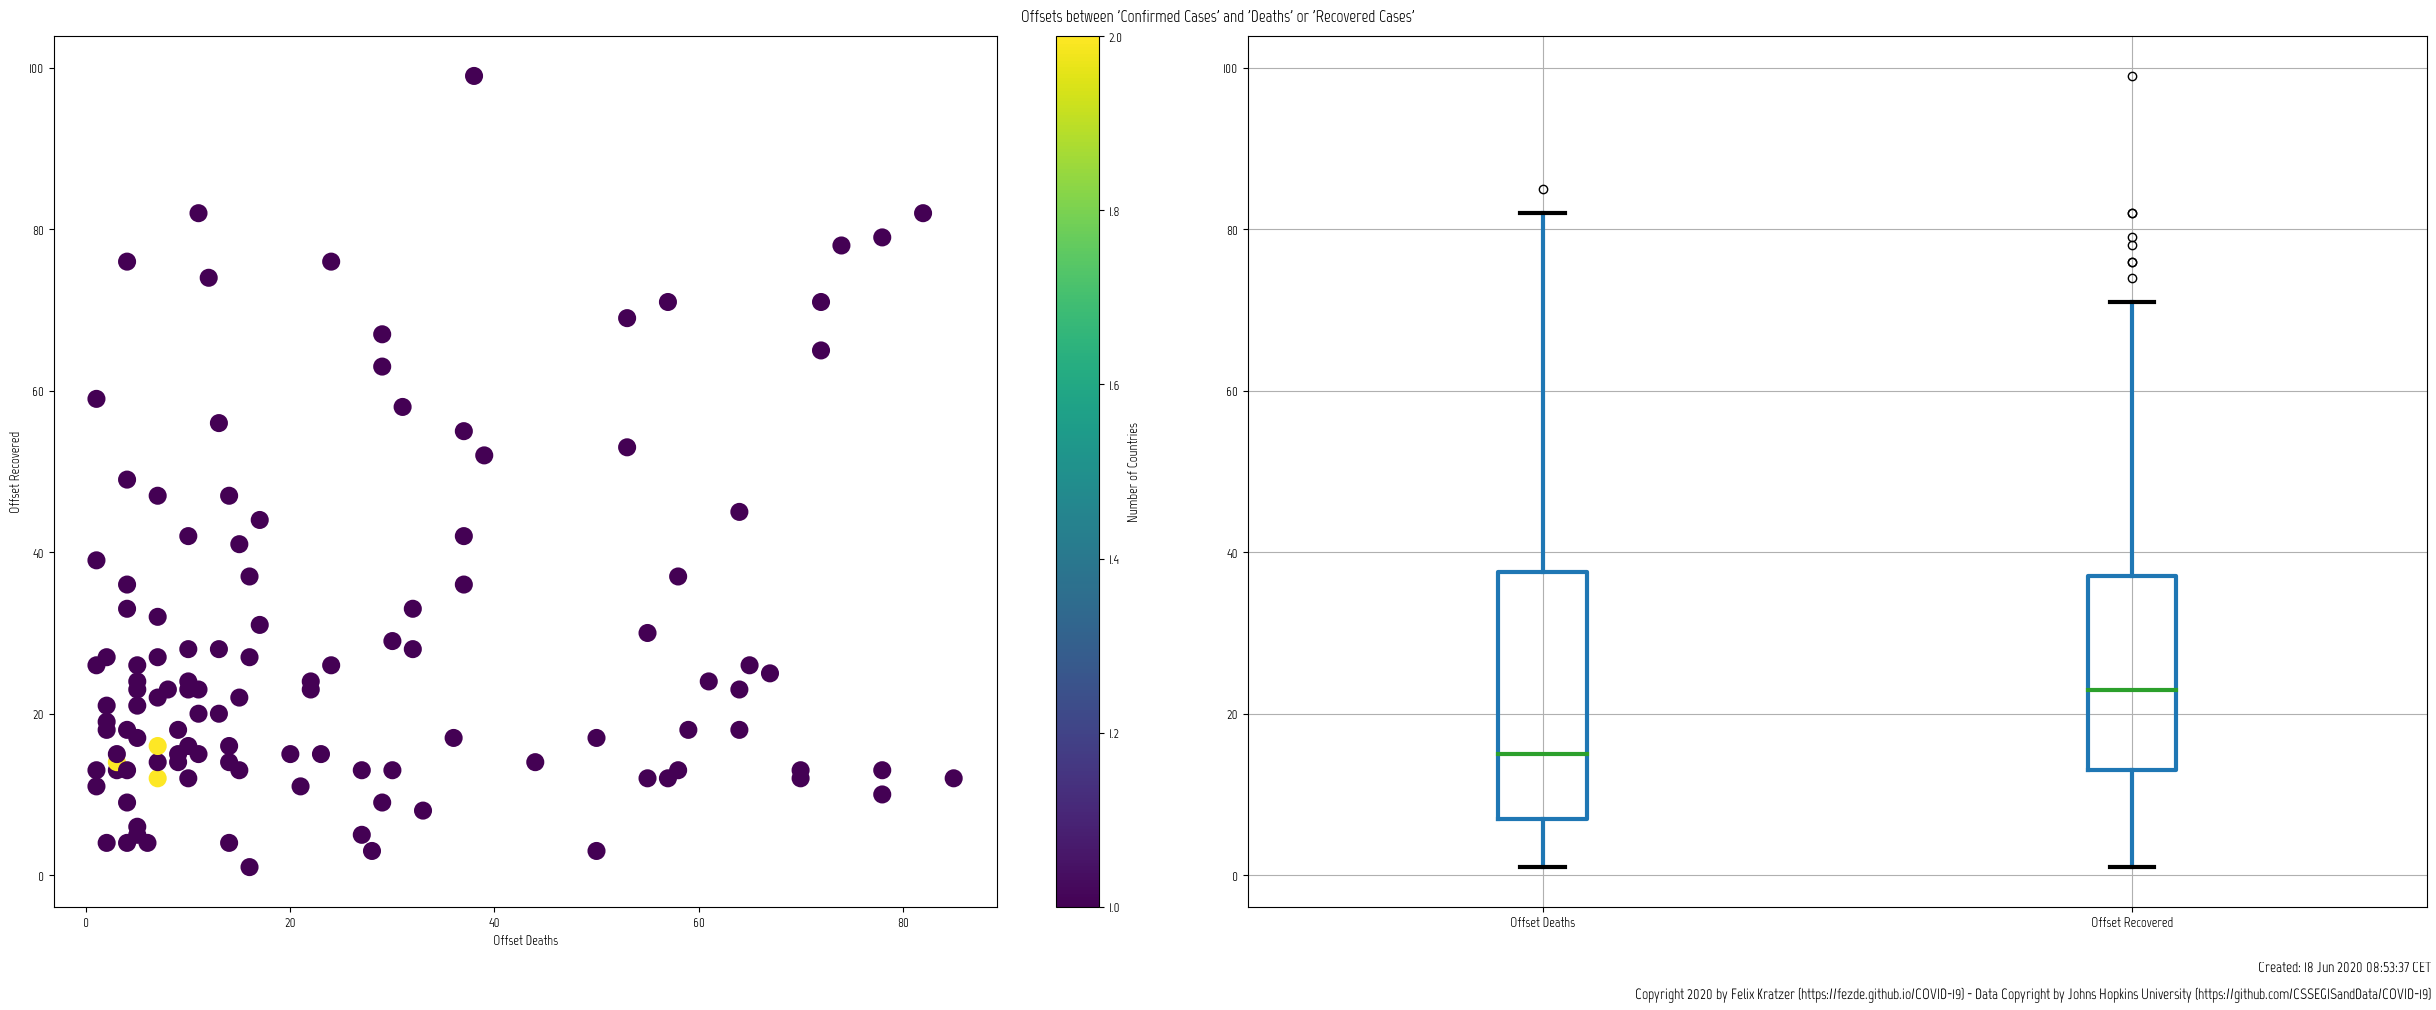 Offsets between 'Confirmed Cases' and 'Deaths' or 'Recovered Cases'
100
80
60
40
20
0
Offset Recovered
0
20
40
60
80
Offset Deaths
2.0
1.8
1.6
1.4
1.2
1.0
Number of Countries
100
80
60
40
20
0
Offset Deaths
Offset Recovered
Created: 18 Jun 2020 08:53:37 CET
Copyright 2020 by Felix Kratzer (https://fezde.github.io/COVID-19) - Data Copyright by Johns Hopkins University (https://github.com/CSSEGISandData/COVID-19)